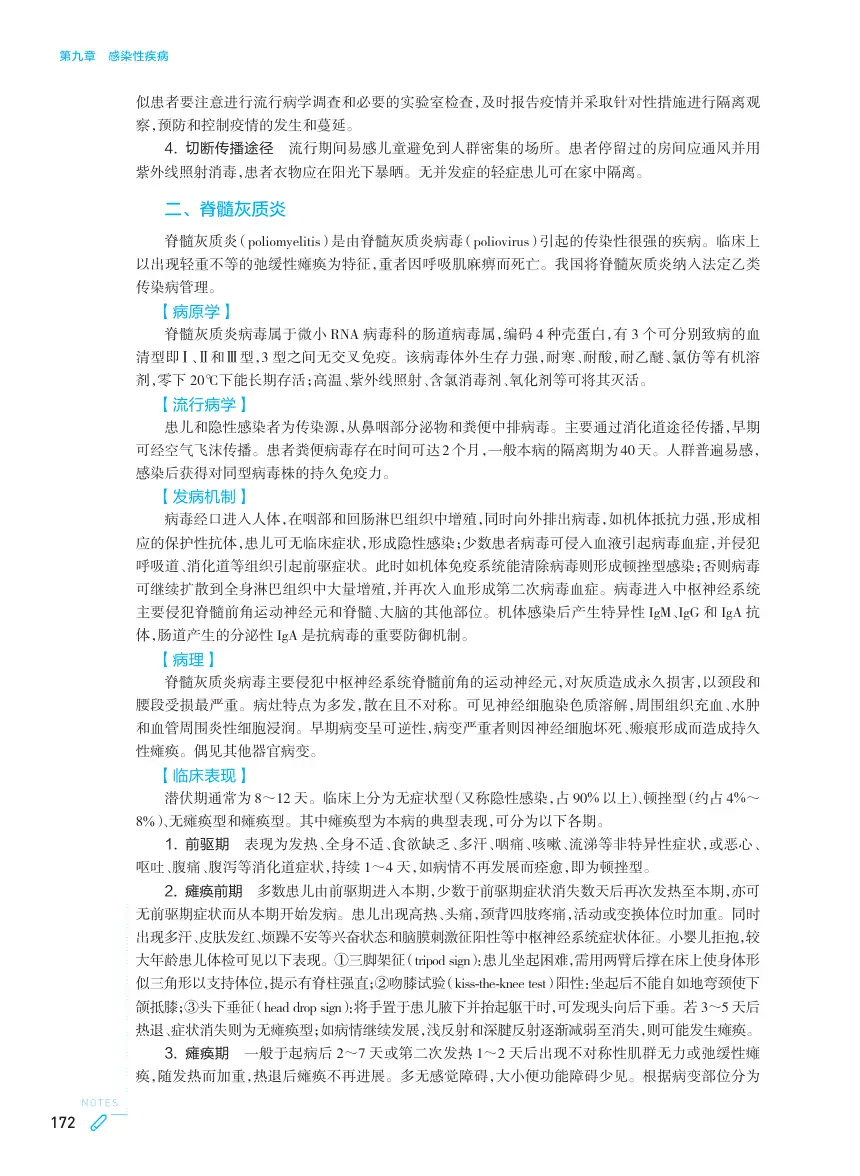 第九章 感染性疾病
似患者要注意进行流行病学调查和必要的实验室检查,及时报告疫情并采取针对性措施进行隔离观
察,预防和控制疫情的发生和蔓延。
4. 切断传播途径 流行期间易感儿童避免到人群密集的场所。患者停留过的房间应通风并用
紫外线照射消毒,患者衣物应在阳光下暴晒。无并发症的轻症患儿可在家中隔离。
二、脊髓灰质炎
脊髓灰质炎(poliomyelitis)是由脊髓灰质炎病毒(poliovirus)引起的传染性很强的疾病。临床上
以出现轻重不等的弛缓性瘫痪为特征,重者因呼吸肌麻痹而死亡。我国将脊髓灰质炎纳入法定乙类
传染病管理。
【病原学】
脊髓灰质炎病毒属于微小 RNA 病毒科的肠道病毒属,编码 4 种壳蛋白,有 3 个可分别致病的血
清型即Ⅰ、Ⅱ和Ⅲ型,3 型之间无交叉免疫。该病毒体外生存力强,耐寒、耐酸,耐乙醚、氯仿等有机溶
剂,零下 20℃下能长期存活;高温、紫外线照射、含氯消毒剂、氧化剂等可将其灭活。
【流行病学】
患儿和隐性感染者为传染源,从鼻咽部分泌物和粪便中排病毒。主要通过消化道途径传播,早期
可经空气飞沫传播。患者粪便病毒存在时间可达 2 个月,一般本病的隔离期为 40 天。人群普遍易感,
感染后获得对同型病毒株的持久免疫力。
【发病机制】
病毒经口进入人体,在咽部和回肠淋巴组织中增殖,同时向外排出病毒,如机体抵抗力强,形成相
应的保护性抗体,患儿可无临床症状,形成隐性感染;少数患者病毒可侵入血液引起病毒血症,并侵犯
呼吸道、消化道等组织引起前驱症状。此时如机体免疫系统能清除病毒则形成顿挫型感染;否则病毒
可继续扩散到全身淋巴组织中大量增殖,并再次入血形成第二次病毒血症。病毒进入中枢神经系统
主要侵犯脊髓前角运动神经元和脊髓、大脑的其他部位。机体感染后产生特异性 IgM、IgG 和 IgA 抗
体,肠道产生的分泌性 IgA 是抗病毒的重要防御机制。
【病理】
脊髓灰质炎病毒主要侵犯中枢神经系统脊髓前角的运动神经元,对灰质造成永久损害,以颈段和
腰段受损最严重。病灶特点为多发,散在且不对称。可见神经细胞染色质溶解,周围组织充血、水肿
和血管周围炎性细胞浸润。早期病变呈可逆性,病变严重者则因神经细胞坏死、瘢痕形成而造成持久
性瘫痪。偶见其他器官病变。
【临床表现】
潜伏期通常为 8～12 天。临床上分为无症状型(又称隐性感染,占 90% 以上)、顿挫型(约占 4%～
8%)、无瘫痪型和瘫痪型。其中瘫痪型为本病的典型表现,可分为以下各期。
1. 前驱期 表现为发热、全身不适、食欲缺乏、多汗、咽痛、咳嗽、流涕等非特异性症状,或恶心、
呕吐、腹痛、腹泻等消化道症状,持续 1～4 天,如病情不再发展而痊愈,即为顿挫型。
2. 瘫痪前期 多数患儿由前驱期进入本期,少数于前驱期症状消失数天后再次发热至本期,亦可
无前驱期症状而从本期开始发病。患儿出现高热、头痛,颈背四肢疼痛,活动或变换体位时加重。同时
出现多汗、皮肤发红、烦躁不安等兴奋状态和脑膜刺激征阳性等中枢神经系统症状体征。小婴儿拒抱,较
大年龄患儿体检可见以下表现。①三脚架征(tripod sign):患儿坐起困难,需用两臂后撑在床上使身体形
似三角形以支持体位,提示有脊柱强直;②吻膝试验(kiss-the-knee test)阳性:坐起后不能自如地弯颈使下
颌抵膝;③头下垂征(head drop sign):将手置于患儿腋下并抬起躯干时,可发现头向后下垂。若 3～5 天后
热退、症状消失则为无瘫痪型;如病情继续发展,浅反射和深腱反射逐渐减弱至消失,则可能发生瘫痪。
3. 瘫痪期 一般于起病后 2～7 天或第二次发热 1～2 天后出现不对称性肌群无力或弛缓性瘫
痪,随发热而加重,热退后瘫痪不再进展。多无感觉障碍,大小便功能障碍少见。根据病变部位分为
NOTES
172